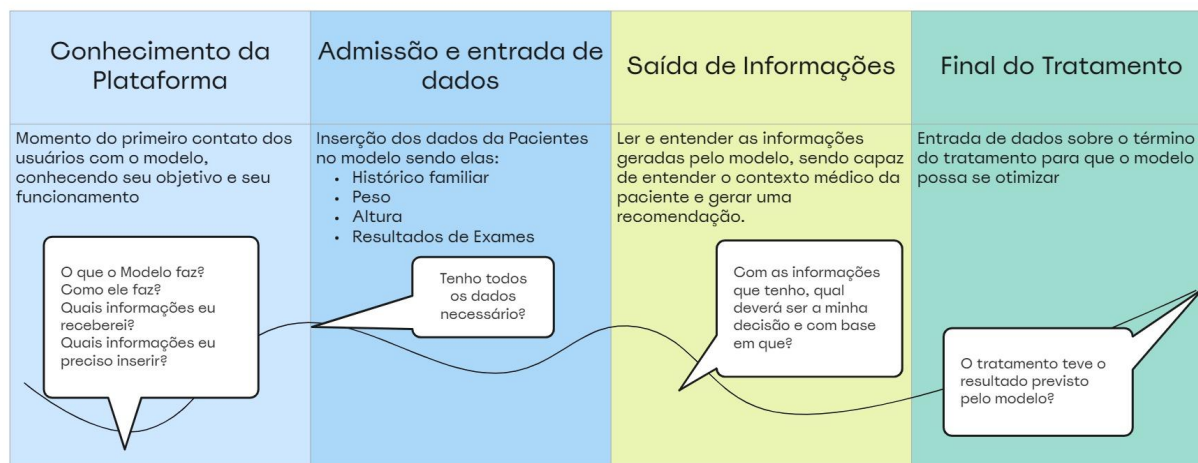 Conhecimento da
Plataforma
Momento do primeiro contato dos
usuários com o modelo,
conhecendo seu objetivo e seu
funcionamento
O que o Modelo faz?
Como ele faz?
Quais informações eu
receberei?
Quais informações eu
preciso inserir?
Admissão e entrada de
dados
Inserção dos dados da Pacientes
no modelo sendo elas:
• Histórico familiar
• Peso
• Altura
• Resultados de Exames
Tenho todos
os dados
necessário?
Saída de Informações
Ler e entender as informações
geradas pelo modelo, sendo capaz
de entender o contexto médico da
paciente e gerar uma
recomendação.
Com as informações
que tenho, qual
deverá ser a minha
decisão e com base
em que?
Final do Tratamento
Entrada de dados sobre o término
do tratamento para que o modelo
possa se otimizar
O tratamento teve o
resultado previsto
pelo modelo?